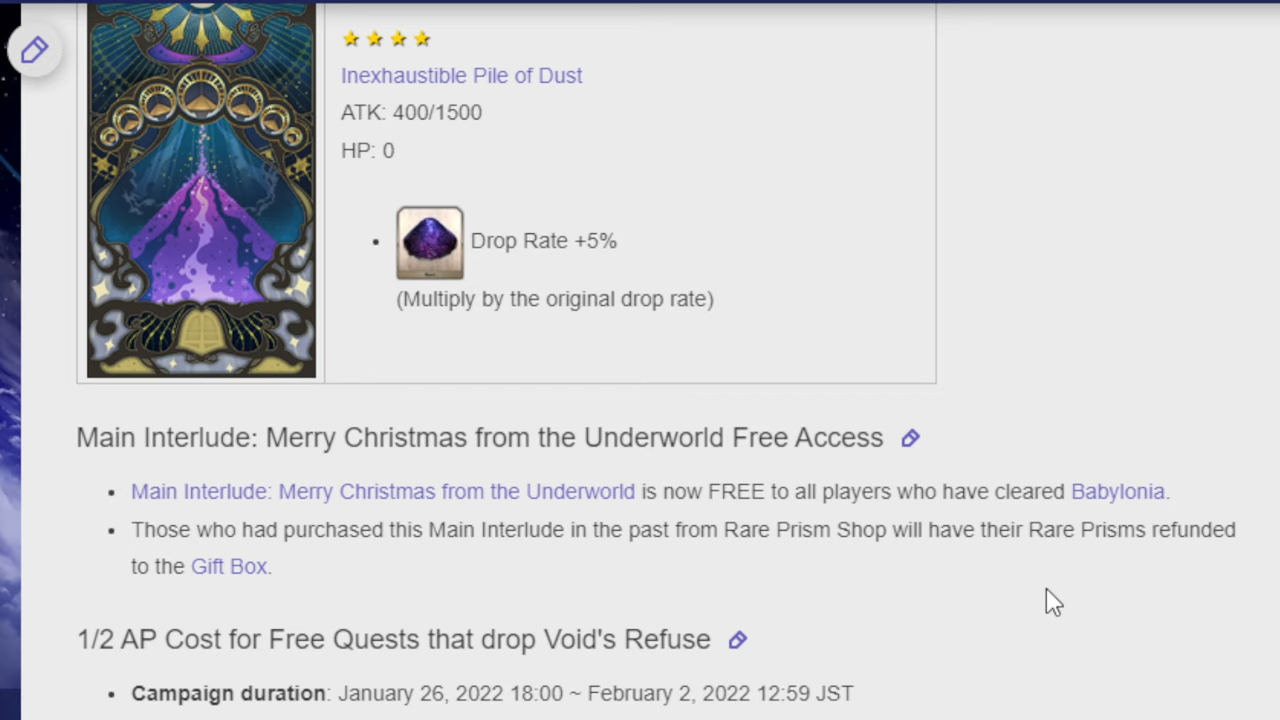 Inexhaustible Pile of Dust
ATK: 400/1500
HP: 0
Drop Rate +5%
(Multiply by the original drop rate)
Main Interlude: Merry Christmas from the Underworld Free Access
Main Interlude: Merry Christmas from the Underworld is now FREE to all players who have cleared Babylonia.
Those who had purchased this Main Interlude in the past from Rare Prism Shop will have their Rare Prisms refunded
to the Gift Box.
1/2 AP Cost for Free Quests that drop Void's Refuse
Campaign duration: January 26, 2022 18:00 ~ February 2, 2022 12:59 JST